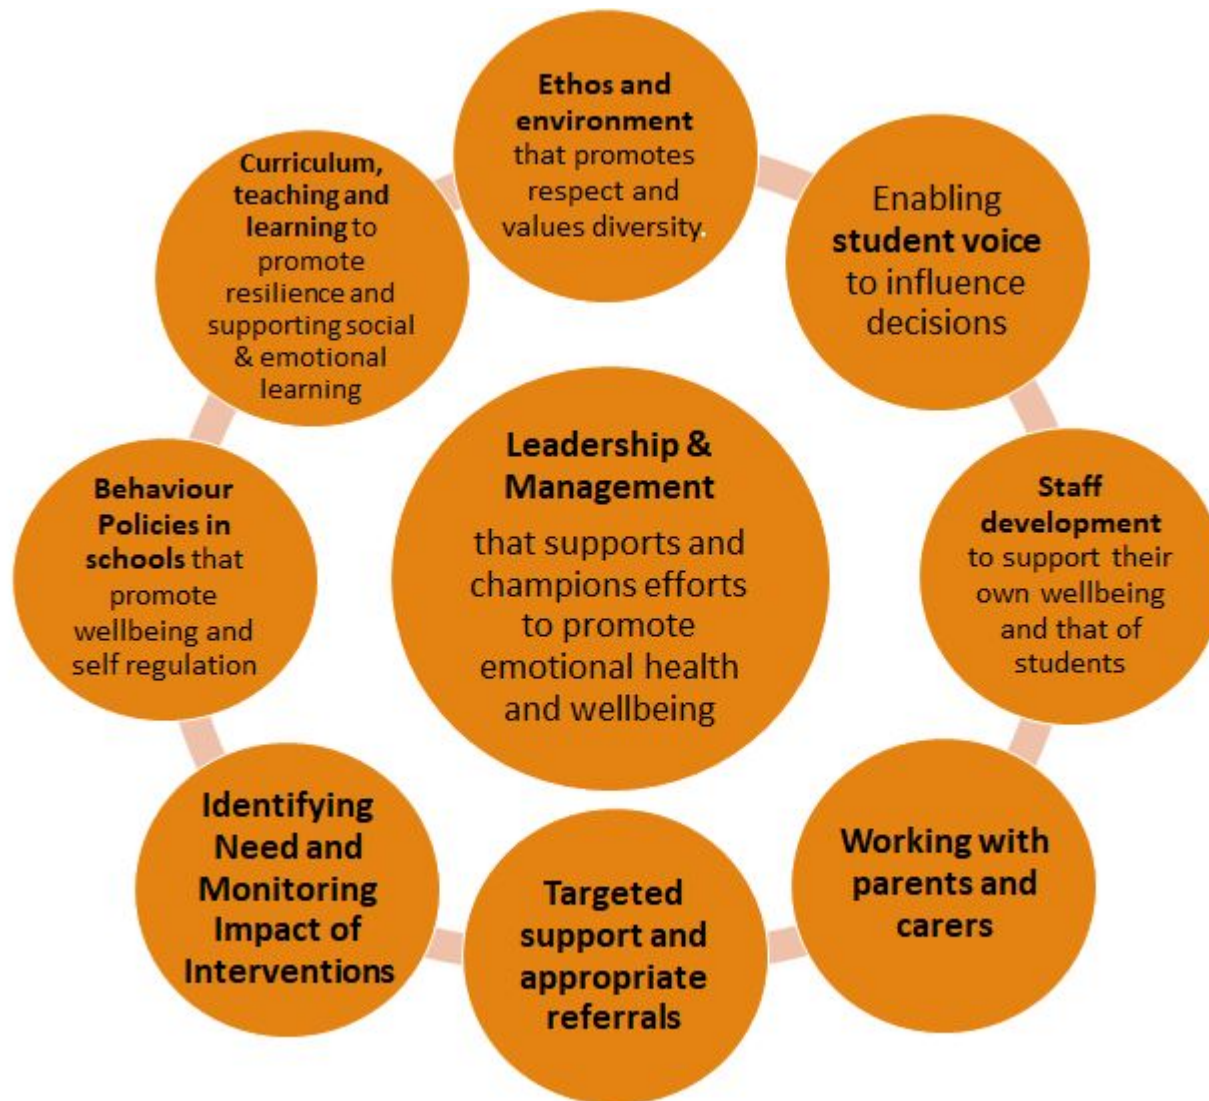 Ethos and
environment
that promotes
respect and
values diversity.
Enabling
student voice
to influence
decisions
Staff
development
to support their
own wellbeing
and that of
students
Working with
parents and
carers
Targeted
support and
appropriate
referrals
Identifying
Need and
Monitoring
Impact of
Interventions
Behaviour
Policies in
schools that
promote
wellbeing and
self regulation
Curriculum,
teaching and
learning to
promote
resilience and
supporting social
& emotional
learning
Leadership &
Management
that supports and
champions efforts
to promote
emotional health
and wellbeing